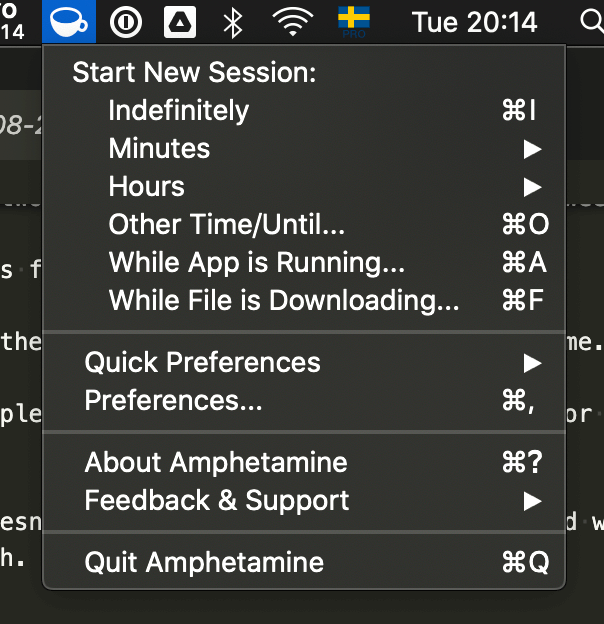 14
PRO
Tue 20:14
Start New Session:
Indefinitely ⌘I
Minutes ▶
Hours ▶
Other Time/Until... ⌘O
While App is Running... ⌘A
While File is Downloading... ⌘F
Quick Preferences ▶
Preferences... ⌘,
About Amphetamine ⌘?
Feedback & Support ▶
Quit Amphetamine ⌘Q
08-2
s f
the
me.
ple
or
esn
d w
h.